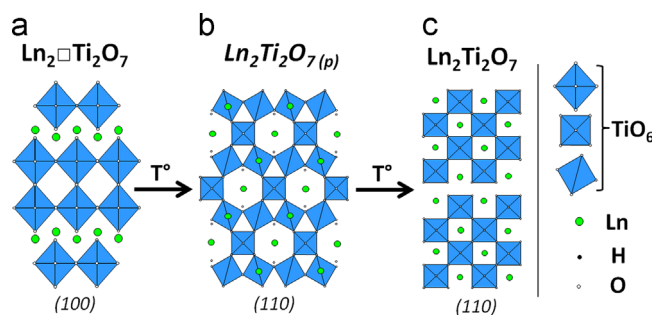 a
Ln₂□Ti₂O₇
(100)
T°
b
Ln₂Ti₂O₇ (p)
(110)
T°
c
Ln₂Ti₂O₇
(110)
TiO₆
Ln
H
O